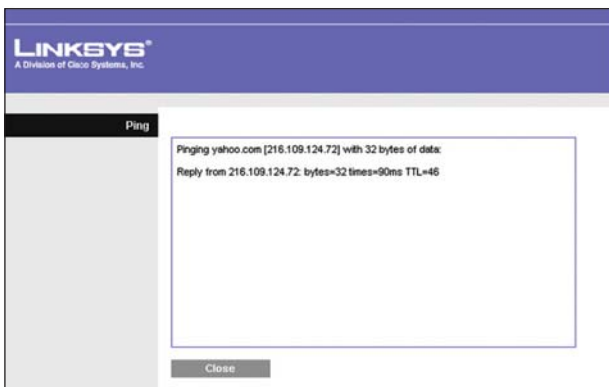 LINKSYS®
A Division of Cisco Systems, Inc.
Ping
Pinging yahoo.com [216.109.124.72] with 32 bytes of data:
Reply from 216.109.124.72: bytes=32 times=90ms TTL=46
Close